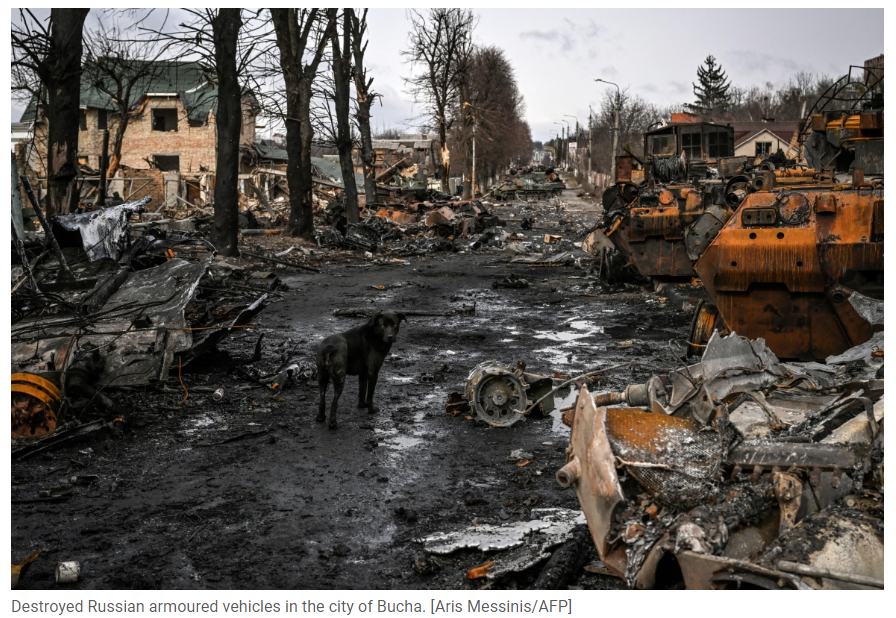 Destroyed Russian armoured vehicles in the city of Bucha. [Aris Messinis/AFP]